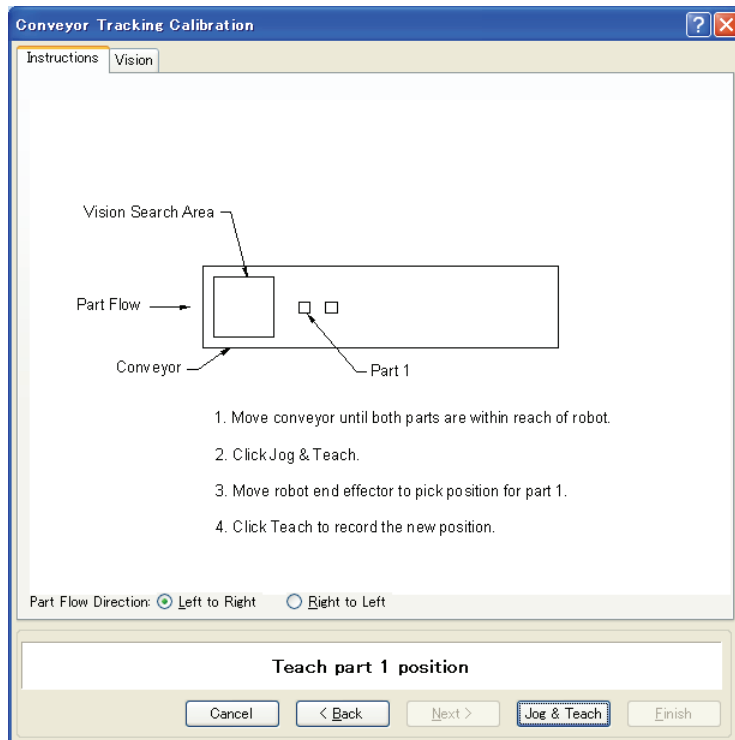 Conveyor Tracking Calibration
Instructions
Vision
Vision Search Area
Part Flow
Conveyor
Part 1
1. Move conveyor until both parts are within reach of robot.
2. Click Jog & Teach.
3. Move robot end effector to pick position for part 1.
4. Click Teach to record the new position.
Part Flow Direction: Left to Right Right to Left
Teach part 1 position
Cancel < Back Next > Jog & Teach Finish